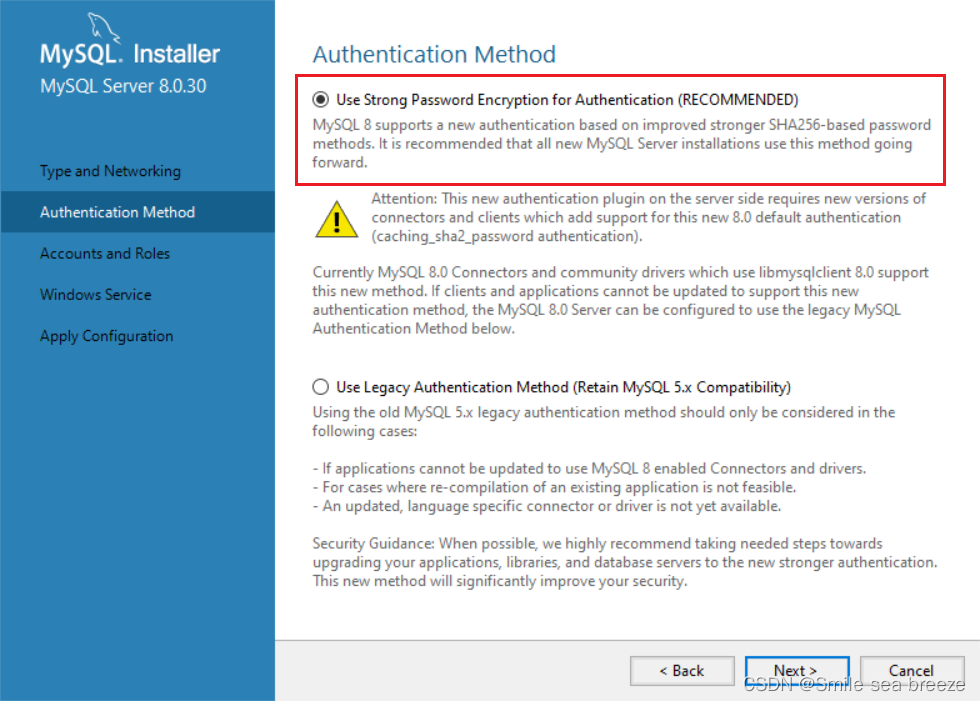 MySQL. Installer
MySQL Server 8.0.30
Type and Networking
Authentication Method
Accounts and Roles
Windows Service
Apply Configuration
Authentication Method
Use Strong Password Encryption for Authentication (RECOMMENDED)
MySQL 8 supports a new authentication based on improved stronger SHA256-based password
methods. It is recommended that all new MySQL Server installations use this method going
forward.
Attention: This new authentication plugin on the server side requires new versions of
connectors and clients which add support for this new 8.0 default authentication
(caching_sha2_password authentication).
Currently MySQL 8.0 Connectors and community drivers which use libmysqlclient 8.0 support
this new method. If clients and applications cannot be updated to support this new
authentication method, the MySQL 8.0 Server can be configured to use the legacy MySQL
Authentication Method below.
Use Legacy Authentication Method (Retain MySQL 5.x Compatibility)
Using the old MySQL 5.x legacy authentication method should only be considered in the
following cases:
- If applications cannot be updated to use MySQL 8 enabled Connectors and drivers.
- For cases where re-compilation of an existing application is not feasible.
- An updated, language specific connector or driver is not yet available.
Security Guidance: When possible, we highly recommend taking needed steps towards
upgrading your applications, libraries, and database servers to the new stronger authentication.
This new method will significantly improve your security.
< Back
Next >
Cancel
CSDN @Smile sea breeze